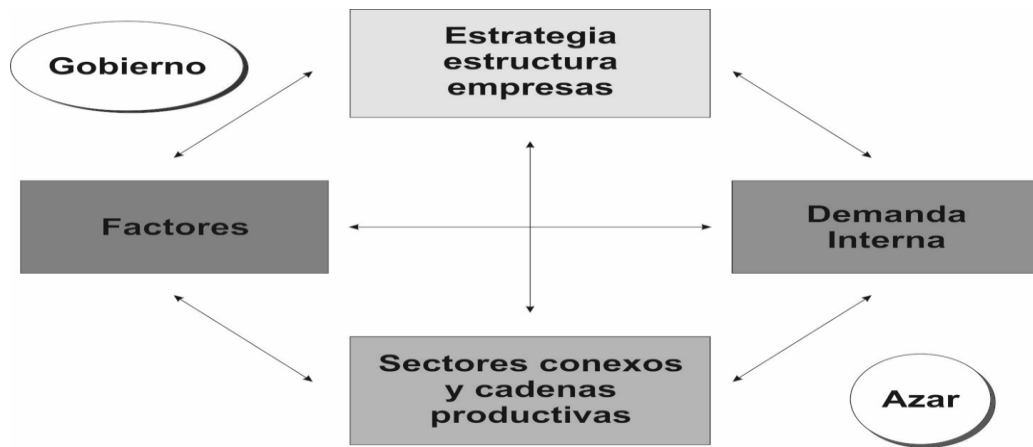 Estrategia
estructura
empresas
Gobierno
Factores
Demanda
Interna
Sectores conexos
y cadenas
productivas
Azar